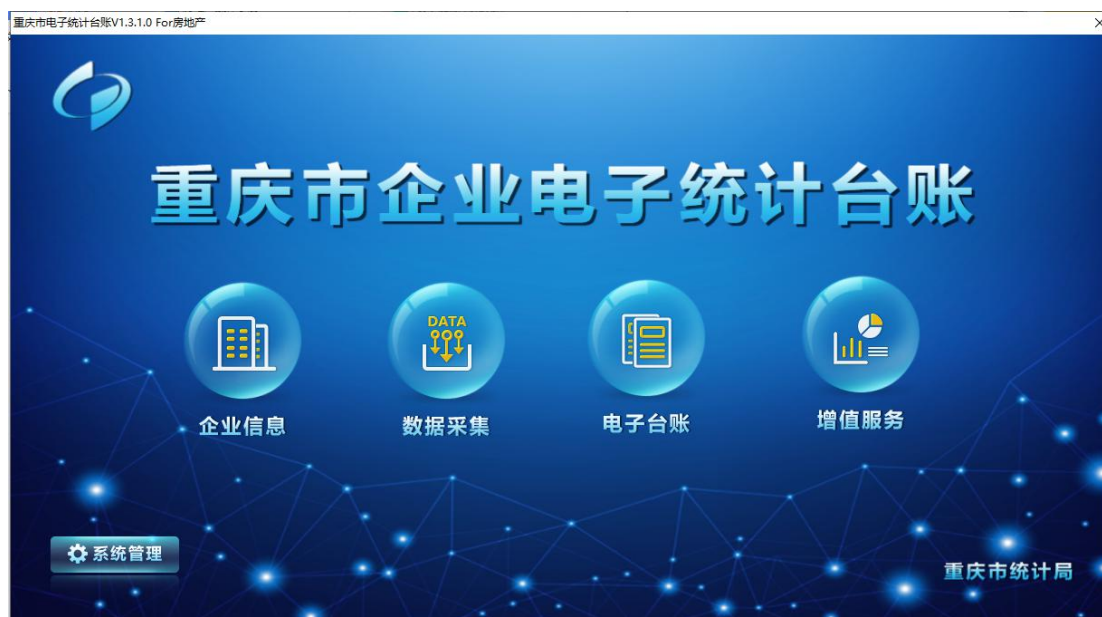 重庆市电子统计台账V1.3.1.0 For房地产
重庆市企业电子统计台账
DATA
企业信息
数据采集
电子台账
增值服务
系统管理
重庆市统计局